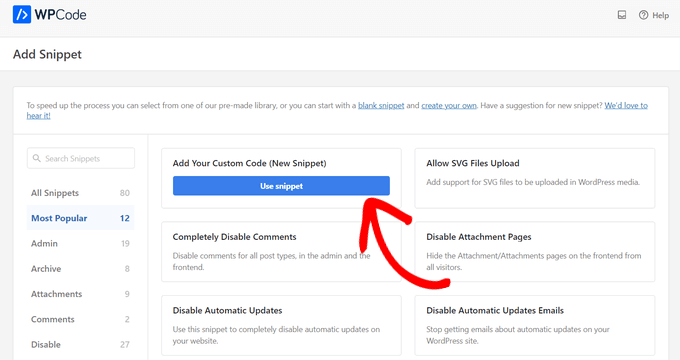 WPCode
Help
Add Snippet
To speed up the process you can select from one of our pre-made library, or you can start with a blank snippet and create your own. Have a suggestion for new snippet? We'd love to
hear it!
Search Snippets
All Snippets 80
Most Popular 12
Admin 19
Archive 8
Attachments 9
Comments 2
Disable 27
Add Your Custom Code (New Snippet)
Use snippet
Allow SVG Files Upload
Add support for SVG files to be uploaded in WordPress media.
Completely Disable Comments
Disable comments for all post types, in the admin and the
frontend.
Disable Attachment Pages
Hide the Attachment/Attachments pages on the frontend from
all visitors.
Disable Automatic Updates
Use this snippet to completely disable automatic updates on
your website.
Disable Automatic Updates Emails
Stop getting emails about automatic updates on your
WordPress site.